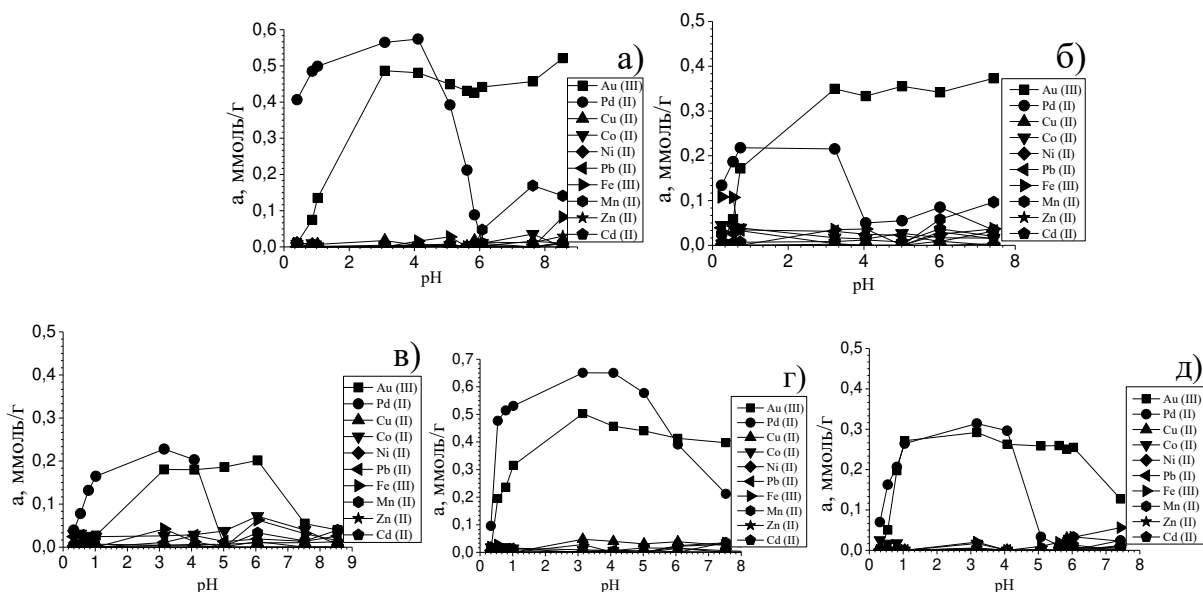 а)
0,6
0,5
0,4
0,3
0,2
0,1
0,0
а, ммоль/г
0 2 4 6 8
pH
Au (III)
Pd (II)
Cu (II)
Co (II)
Ni (II)
Pb (II)
Fe (III)
Mn (II)
Zn (II)
Cd (II)
б)
0,5
0,4
0,3
0,2
0,1
0,0
а, ммоль/г
0 2 4 6 8
pH
Au (III)
Pd (II)
Cu (II)
Co (II)
Ni (II)
Pb (II)
Fe (III)
Mn (II)
Zn (II)
Cd (II)
в)
0,5
0,4
0,3
0,2
0,1
0,0
а, ммоль/г
0 1 2 3 4 5 6 7 8 9
pH
Au (III)
Pd (II)
Cu (II)
Co (II)
Ni (II)
Pb (II)
Fe (III)
Mn (II)
Zn (II)
Cd (II)
г)
0,7
0,6
0,5
0,4
0,3
0,2
0,1
0,0
а, ммоль/г
0 1 2 3 4 5 6 7 8
pH
Au (III)
Pd (II)
Cu (II)
Co (II)
Ni (II)
Pb (II)
Fe (III)
Mn (II)
Zn (II)
Cd (II)
д)
0,5
0,4
0,3
0,2
0,1
0,0
а, ммоль/г
0 1 2 3 4 5 6 7 8
pH
Au (III)
Pd (II)
Cu (II)
Co (II)
Ni (II)
Pb (II)
Fe (III)
Mn (II)
Zn (II)
Cd (II)